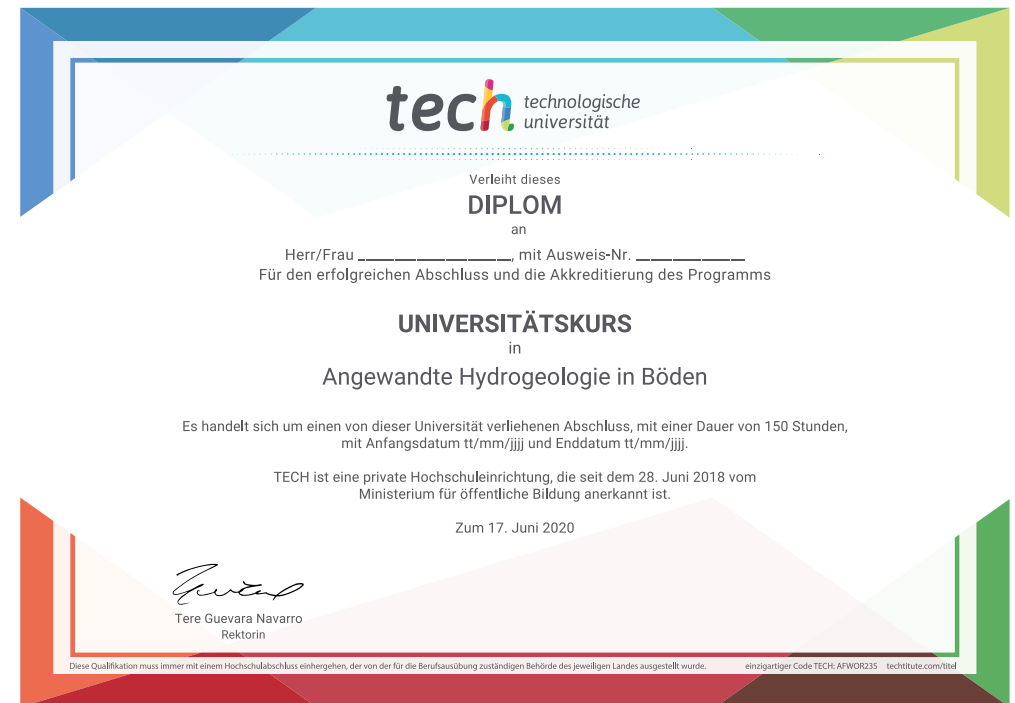 tech technologische
universität
Verleiht dieses
DIPLOM
an
Herr/Frau ____________________, mit Ausweis-Nr. ______________
Für den erfolgreichen Abschluss und die Akkreditierung des Programms
UNIVERSITÄTSKURS
in
Angewandte Hydrogeologie in Böden
Es handelt sich um einen von dieser Universität verliehenen Abschluss, mit einer Dauer von 150 Stunden,
mit Anfangsdatum tt/mm/jjjj und Enddatum tt/mm/jjjj.
TECH ist eine private Hochschuleinrichtung, die seit dem 28. Juni 2018 vom
Ministerium für öffentliche Bildung anerkannt ist.
Zum 17. Juni 2020
Tere Guevara Navarro
Rektorin
Diese Qualifikation muss immer mit einem Hochschulabschluss einhergehen, der von der für die Berufsausübung zuständigen Behörde des jeweiligen Landes ausgestellt wurde. einzigartiger Code TECH: AFWOR23S techtitute.com/titel